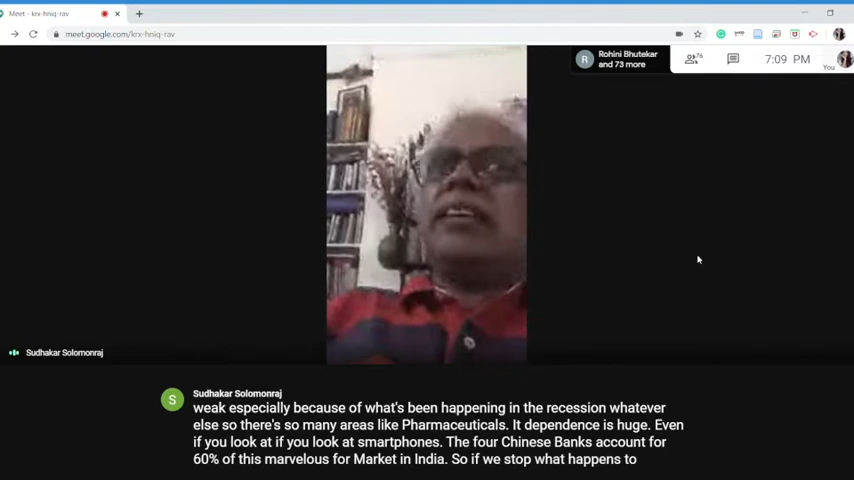 Meet - krx-hniq-rav
meet.google.com/krx-hniq-rav
R
Rohini Bhutekar
and 73 more
76
7:09 PM
You
Sudhakar Solomonraj
S
Sudhakar Solomonraj
weak especially because of what's been happening in the recession whatever
else so there's so many areas like Pharmaceuticals. It dependence is huge. Even
if you look at if you look at smartphones. The four Chinese Banks account for
60% of this marvelous for Market in India. So if we stop what happens to